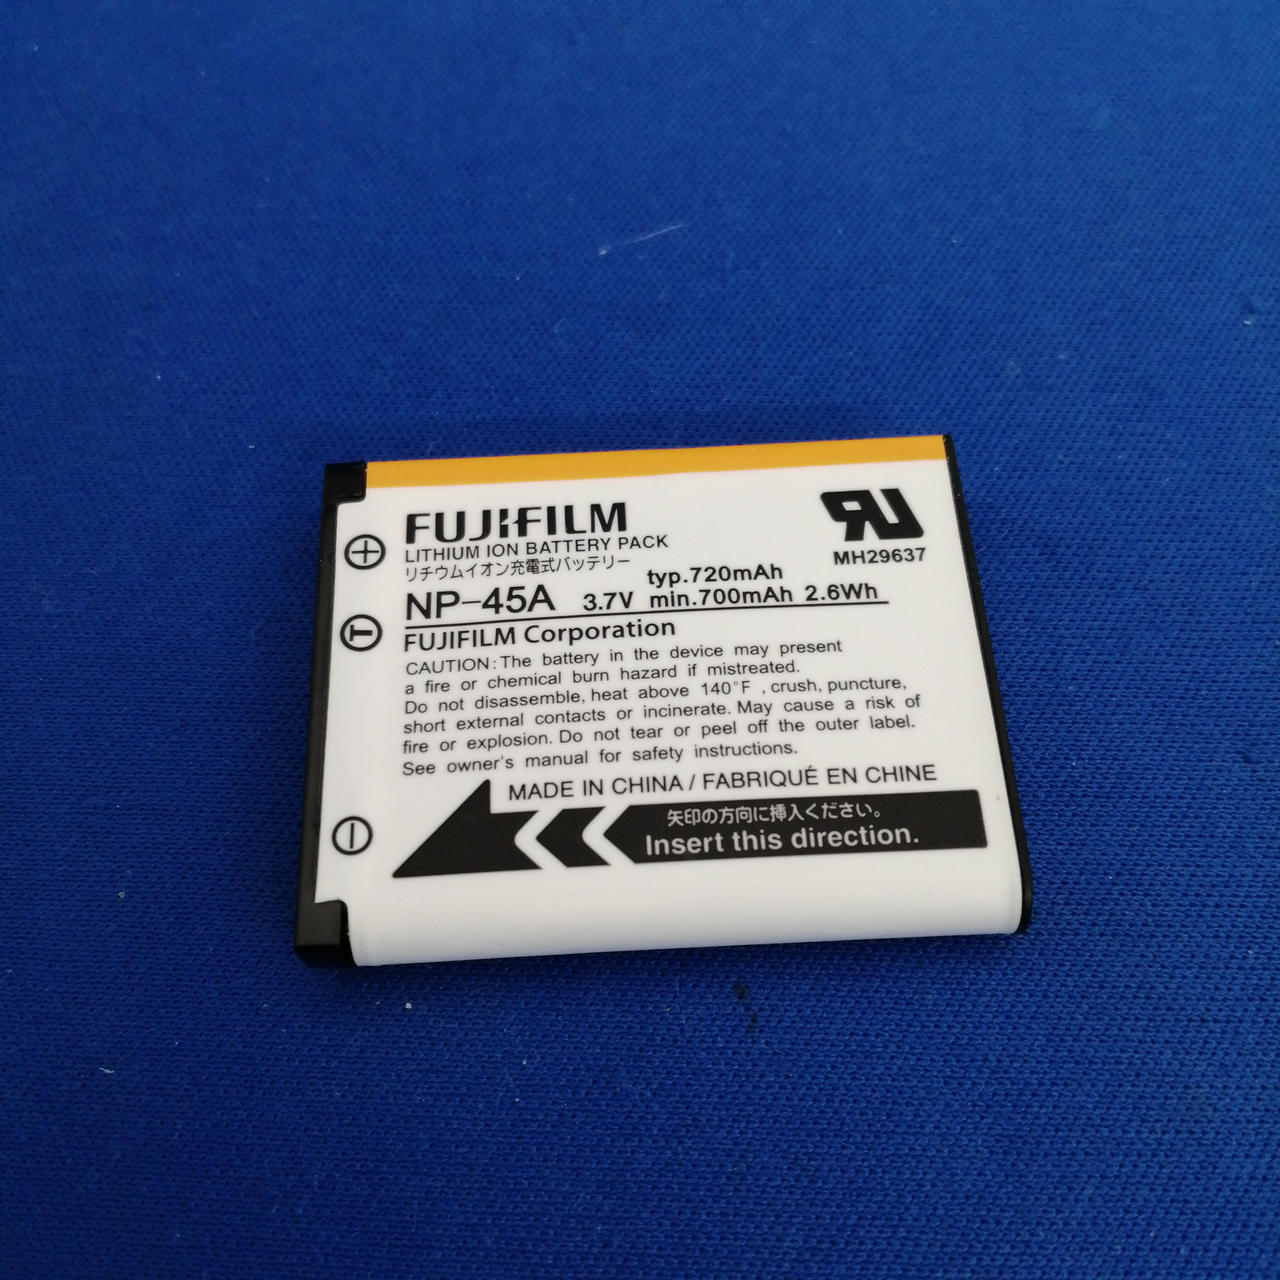 FUJIFILM
LITHIUM ION BATTERY PACK
リチウムイオン充電式バッテリー
NP-45A 3.7V typ.720mAh min.700mAh 2.6Wh
RU
MH29637
FUJIFILM Corporation
CAUTION: The battery in the device may present
a fire or chemical burn hazard if mistreated.
Do not disassemble, heat above 140°F , crush, puncture,
short external contacts or incinerate. May cause a risk of
fire or explosion. Do not tear or peel off the outer label.
See owner's manual for safety instructions.
MADE IN CHINA / FABRIQUÉ EN CHINE
矢印の方向に挿入ください。
Insert this direction.
+
T
−